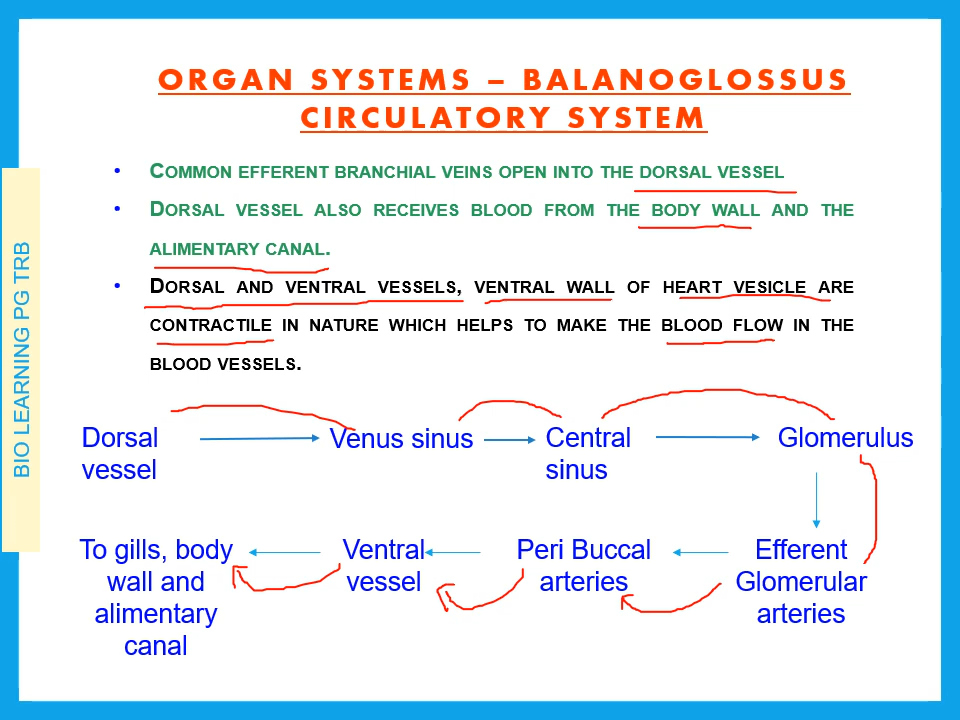 ORGAN SYSTEMS – BALANOGLOSSUS
CIRCULATORY SYSTEM
• COMMON EFFERENT BRANCHIAL VEINS OPEN INTO THE DORSAL VESSEL
• DORSAL VESSEL ALSO RECEIVES BLOOD FROM THE BODY WALL AND THE
ALIMENTARY CANAL.
• DORSAL AND VENTRAL VESSELS, VENTRAL WALL OF HEART VESICLE ARE
CONTRACTILE IN NATURE WHICH HELPS TO MAKE THE BLOOD FLOW IN THE
BLOOD VESSELS.
BIO LEARNING PG TRB
Dorsal
vessel
Venus sinus
Central
sinus
Glomerulus
Efferent
Glomerular
arteries
Peri Buccal
arteries
Ventral
vessel
To gills, body
wall and
alimentary
canal